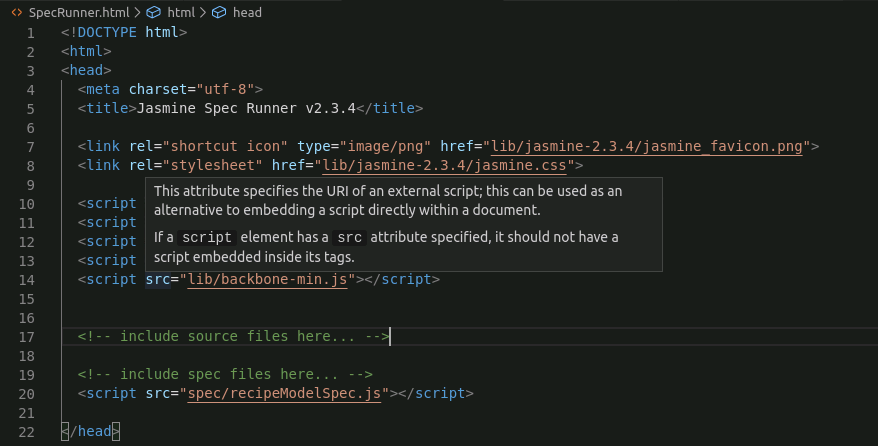 SpecRunner.html > html > head
1 <!DOCTYPE html>
2 <html>
3 <head>
4 <meta charset="utf-8">
5 <title>Jasmine Spec Runner v2.3.4</title>
6
7 <link rel="shortcut icon" type="image/png" href="lib/jasmine-2.3.4/jasmine_favicon.png">
8 <link rel="stylesheet" href="lib/jasmine-2.3.4/jasmine.css">
9
This attribute specifies the URI of an external script; this can be used as an
alternative to embedding a script directly within a document.
If a script element has a src attribute specified, it should not have a
script embedded inside its tags.
10 <script
11 <script
12 <script
13 <script
14 <script src="lib/backbone-min.js"></script>
15
16
17 <!-- include source files here... -->
18
19 <!-- include spec files here... -->
20 <script src="spec/recipeModelSpec.js"></script>
21
22 </head>